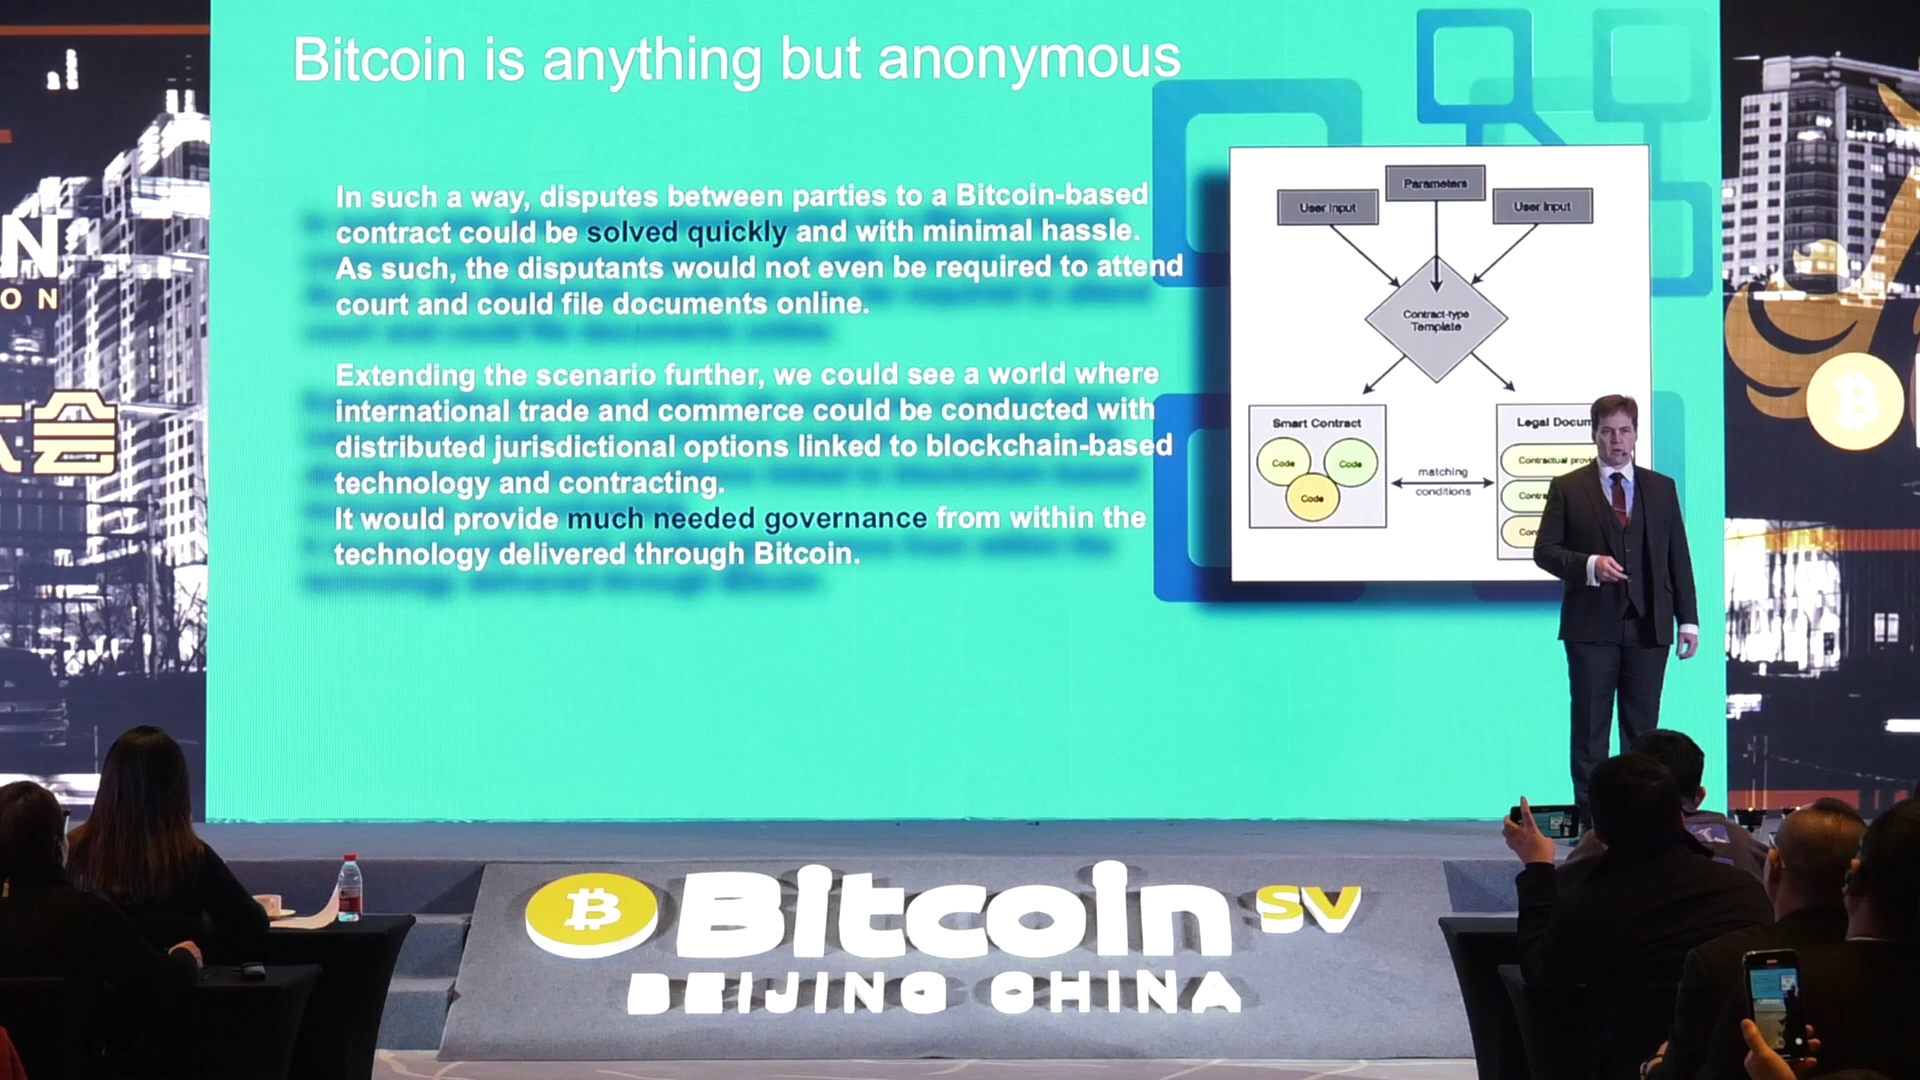 Bitcoin is anything but anonymous
In such a way, disputes between parties to a Bitcoin-based
contract could be solved quickly and with minimal hassle.
As such, the disputants would not even be required to attend
court and could file documents online.
Extending the scenario further, we could see a world where
international trade and commerce could be conducted with
distributed jurisdictional options linked to blockchain-based
technology and contracting.
It would provide much needed governance from within the
technology delivered through Bitcoin.
Parameters
User Input
User Input
Contract-type
Template
Smart Contract
Code
Code
Code
matching
conditions
Legal
Contractual
N
ON
会
Bitcoin SV
BEIJING CHINA